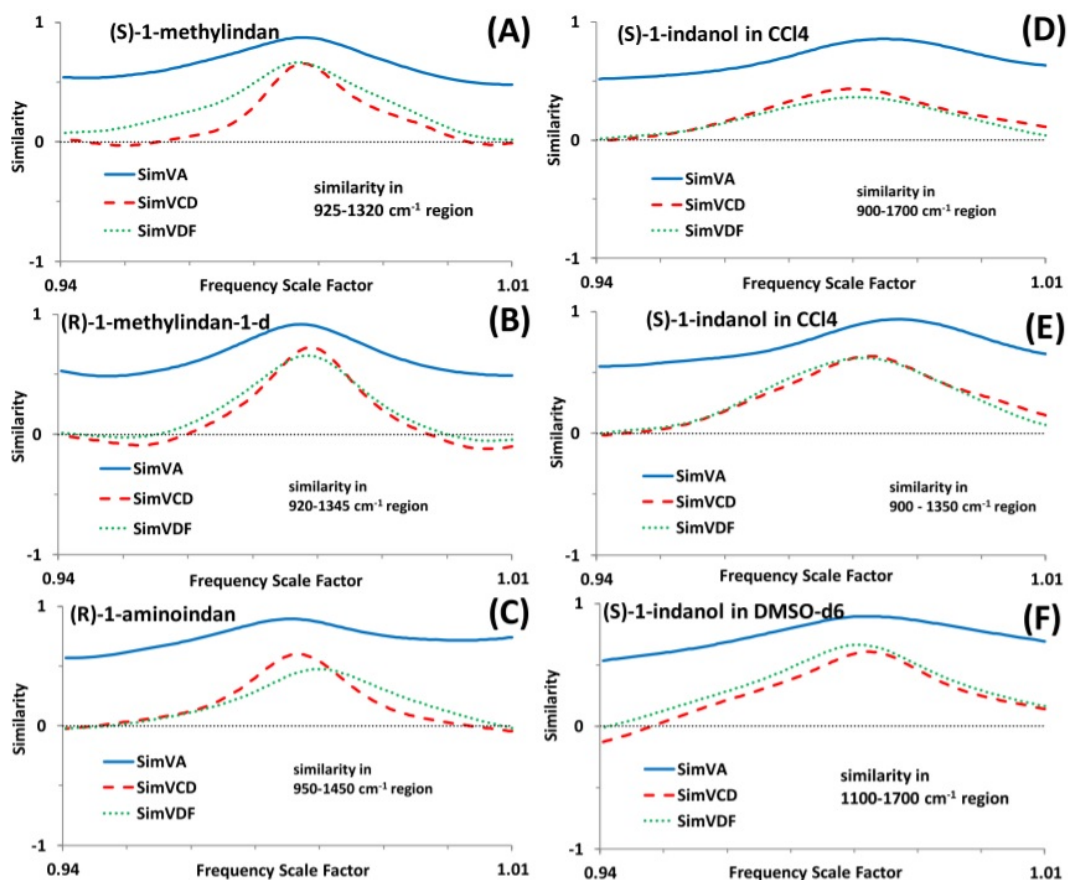 (S)-1-methylindan
(A)
1
0
-1
Similarity
SimVA
SimVCD
SimVDF
similarity in
925-1320 cm⁻¹ region
0.94
Frequency Scale Factor
1.01
(R)-1-methylindan-1-d
(B)
1
0
-1
Similarity
SimVA
SimVCD
SimVDF
similarity in
920-1345 cm⁻¹ region
0.94
Frequency Scale Factor
1.01
(R)-1-aminoindan
(C)
1
0
-1
Similarity
SimVA
SimVCD
SimVDF
similarity in
950-1450 cm⁻¹ region
0.94
Frequency Scale Factor
1.01
(S)-1-indanol in CCl4
(D)
1
0
-1
Similarity
SimVA
SimVCD
SimVDF
similarity in
900-1700 cm⁻¹ region
0.94
Frequency Scale Factor
1.01
(S)-1-indanol in CCl4
(E)
1
0
-1
Similarity
SimVA
SimVCD
SimVDF
similarity in
900 - 1350 cm⁻¹ region
0.94
Frequency Scale Factor
1.01
(S)-1-indanol in DMSO-d6
(F)
1
0
-1
Similarity
SimVA
SimVCD
SimVDF
similarity in
1100-1700 cm⁻¹ region
0.94
Frequency Scale Factor
1.01